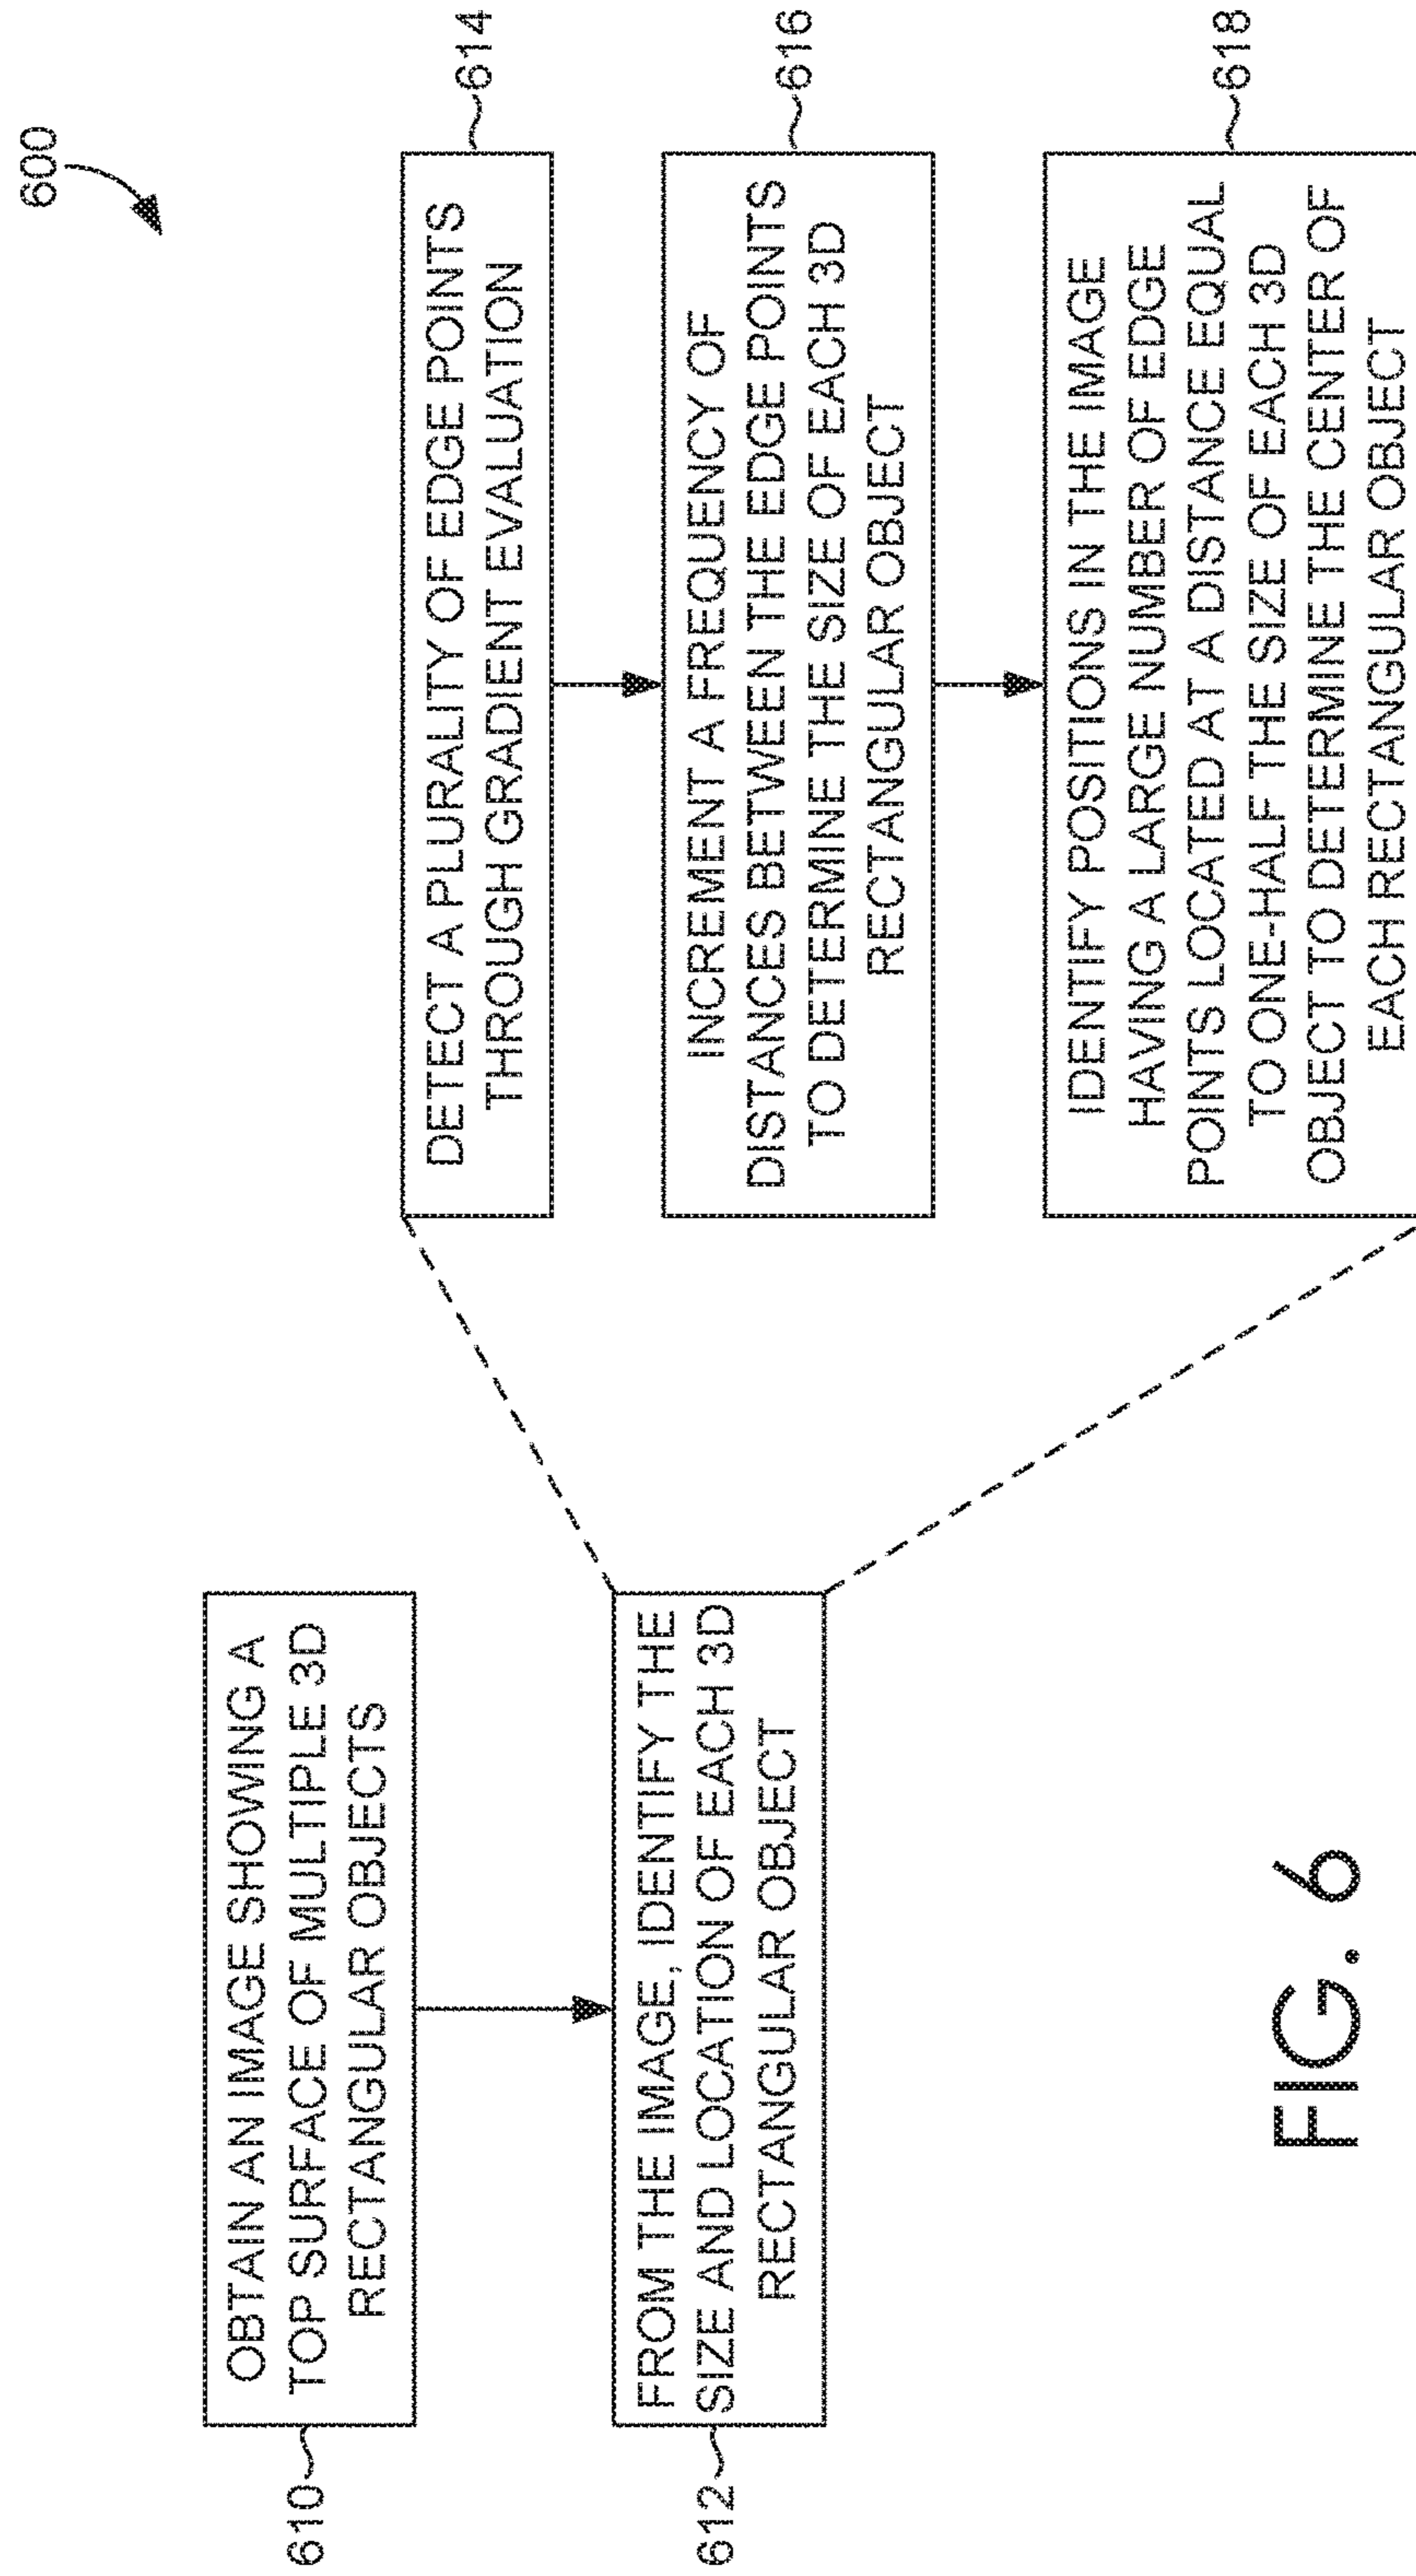 600
610
OBTAIN AN IMAGE SHOWING A
TOP SURFACE OF MULTIPLE 3D
RECTANGULAR OBJECTS
612
FROM THE IMAGE, IDENTIFY THE
SIZE AND LOCATION OF EACH 3D
RECTANGULAR OBJECT
614
DETECT A PLURALITY OF EDGE POINTS
THROUGH GRADIENT EVALUATION
616
INCREMENT A FREQUENCY OF
DISTANCES BETWEEN THE EDGE POINTS
TO DETERMINE THE SIZE OF EACH 3D
RECTANGULAR OBJECT
618
IDENTIFY POSITIONS IN THE IMAGE
HAVING A LARGE NUMBER OF EDGE
POINTS LOCATED AT A DISTANCE EQUAL
TO ONE-HALF THE SIZE OF EACH 3D
OBJECT TO DETERMINE THE CENTER OF
EACH RECTANGULAR OBJECT
FIG. 6